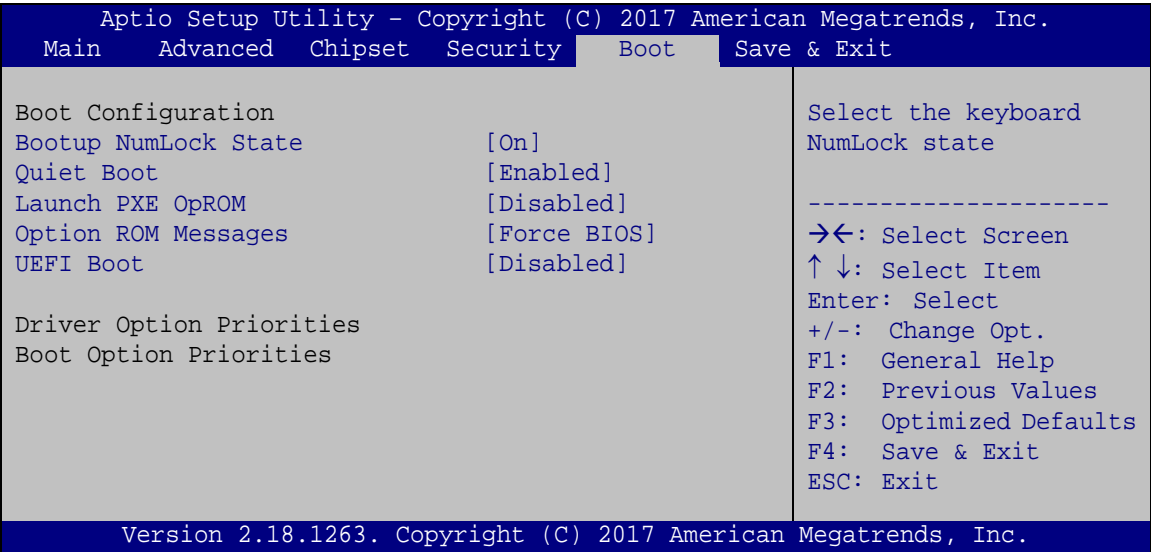 Aptio Setup Utility – Copyright (C) 2017 American Megatrends, Inc.
Main Advanced Chipset Security Boot Save & Exit
Boot Configuration
Bootup NumLock State [On]
Quiet Boot [Enabled]
Launch PXE OpROM [Disabled]
Option ROM Messages [Force BIOS]
UEFI Boot [Disabled]
Driver Option Priorities
Boot Option Priorities
Select the keyboard
NumLock state
---------------------
→←: Select Screen
↑ ↓: Select Item
Enter: Select
+/-: Change Opt.
F1: General Help
F2: Previous Values
F3: Optimized Defaults
F4: Save & Exit
ESC: Exit
Version 2.18.1263. Copyright (C) 2017 American Megatrends, Inc.